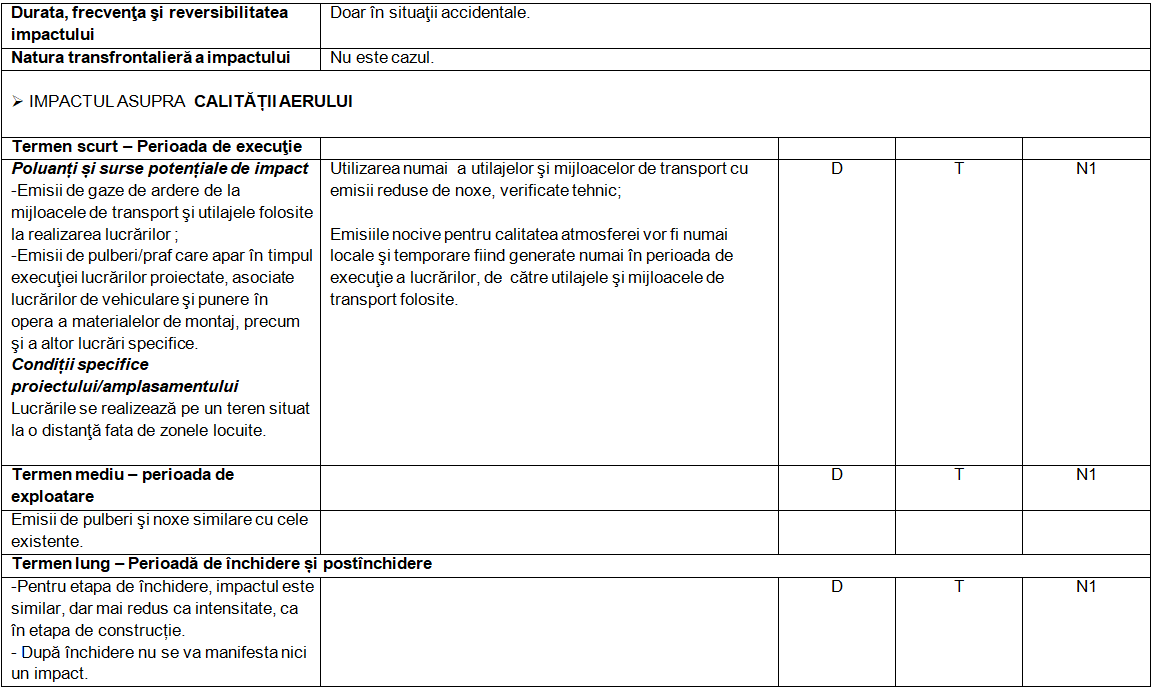 Durata, frecvenţa şi reversibilitatea
impactului
Doar în situaţii accidentale.
Natura transfrontalieră a impactului
Nu este cazul.
➢ IMPACTUL ASUPRA CALITĂȚII AERULUI
Termen scurt – Perioada de execuţie
Poluanți și surse potențiale de impact
-Emisii de gaze de ardere de la
mijloacele de transport şi utilajele folosite
la realizarea lucrărilor ;
-Emisii de pulberi/praf care apar în timpul
execuţiei lucrărilor proiectate, asociate
lucrărilor de vehiculare şi punere în
opera a materialelor de montaj, precum
şi a altor lucrări specifice.
Condiții specifice
proiectului/amplasamentului
Lucrările se realizează pe un teren situat
la o distanţă fata de zonele locuite.
Utilizarea numai a utilajelor şi mijloacelor de transport cu
emisii reduse de noxe, verificate tehnic;
Emisiile nocive pentru calitatea atmosferei vor fi numai
locale şi temporare fiind generate numai în perioada de
execuţie a lucrărilor, de către utilajele şi mijloacele de
transport folosite.
D
T
N1
Termen mediu – perioada de
exploatare
D
T
N1
Emisii de pulberi şi noxe similare cu cele
existente.
Termen lung – Perioadă de închidere și postînchidere
-Pentru etapa de închidere, impactul este
similar, dar mai redus ca intensitate, ca
în etapa de construcție.
- După închidere nu se va manifesta nici
un impact.
D
T
N1